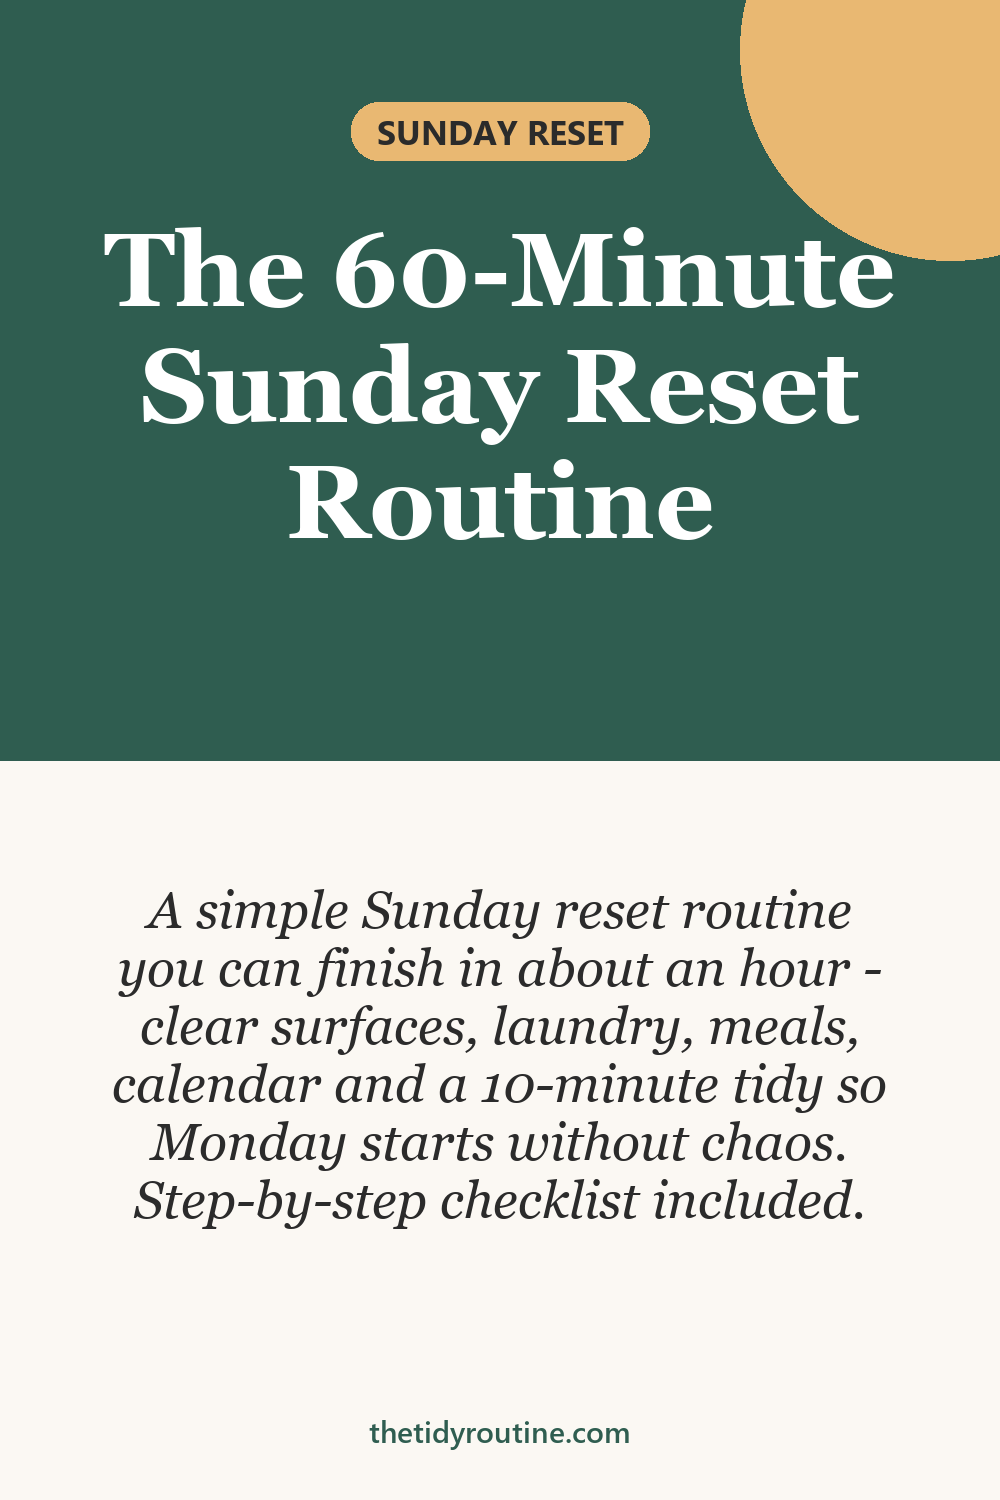 SUNDAY RESET
The 60-Minute
Sunday Reset
Routine
A simple Sunday reset routine
you can finish in about an hour -
clear surfaces, laundry, meals,
calendar and a 10-minute tidy so
Monday starts without chaos.
Step-by-step checklist included.
thetidyroutine.com